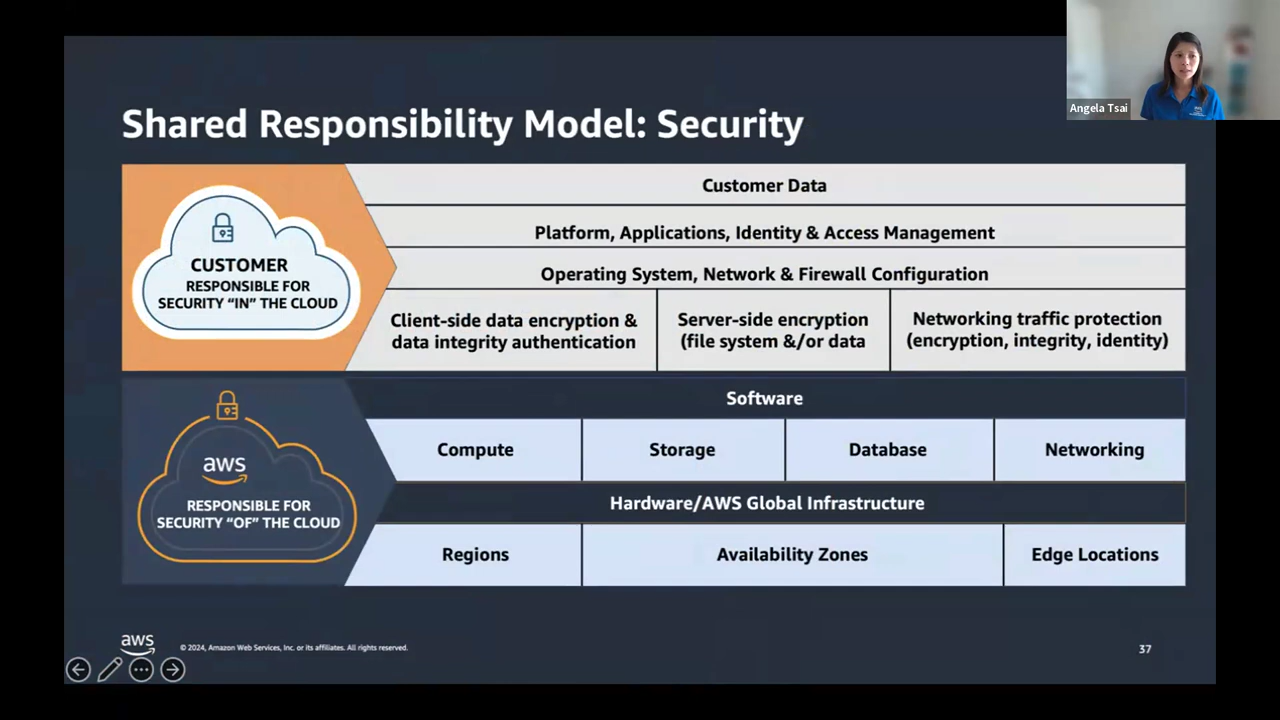 Angela Tsai
Shared Responsibility Model: Security
CUSTOMER
RESPONSIBLE FOR
SECURITY “IN” THE CLOUD
Customer Data
Platform, Applications, Identity & Access Management
Operating System, Network & Firewall Configuration
Client-side data encryption &
data integrity authentication
Server-side encryption
(file system &/or data
Networking traffic protection
(encryption, integrity, identity)
aws
RESPONSIBLE FOR
SECURITY “OF” THE CLOUD
Software
Compute
Storage
Database
Networking
Hardware/AWS Global Infrastructure
Regions
Availability Zones
Edge Locations
aws
© 2024, Amazon Web Services, Inc. or its affiliates. All rights reserved.
37